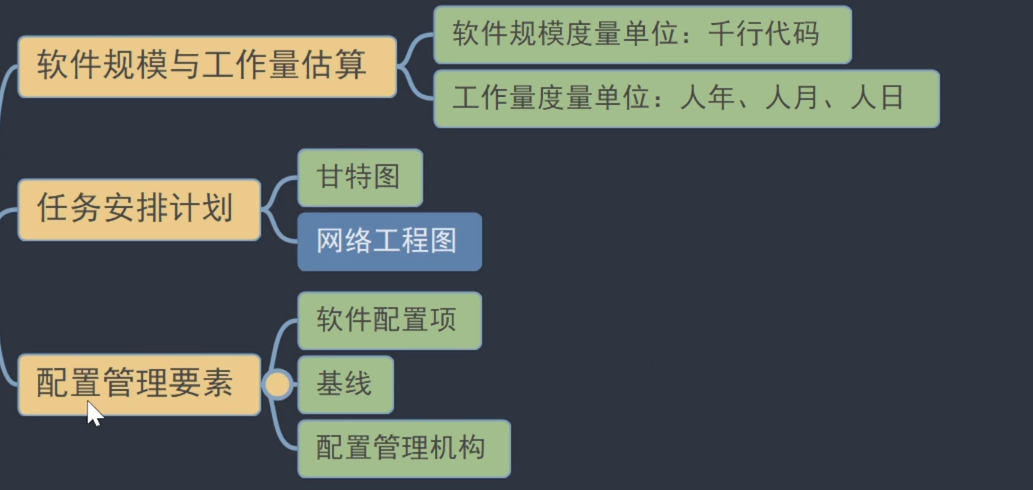 软件规模与工作量估算
软件规模度量单位：千行代码
工作量度量单位：人年、人月、人日
任务安排计划
甘特图
网络工程图
配置管理要素
软件配置项
基线
配置管理机构